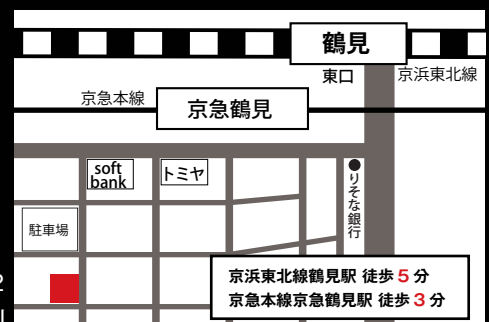 鶴見
東口
京浜東北線
京急本線
京急鶴見
soft
bank
トミヤ
●りそな銀行
駐車場
京浜東北線鶴見駅 徒歩 5 分
京急本線京急鶴見駅 徒歩 3 分
2